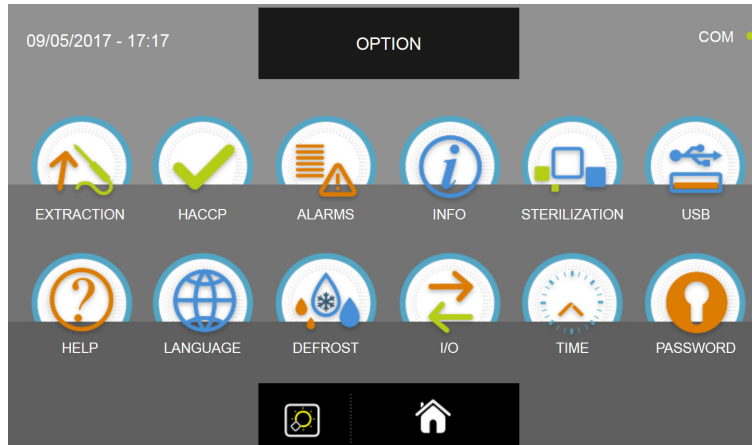 09/05/2017 - 17:17
OPTION
COM
EXTRACTION
HACCP
ALARMS
INFO
STERILIZATION
USB
HELP
LANGUAGE
DEFROST
I/O
TIME
PASSWORD